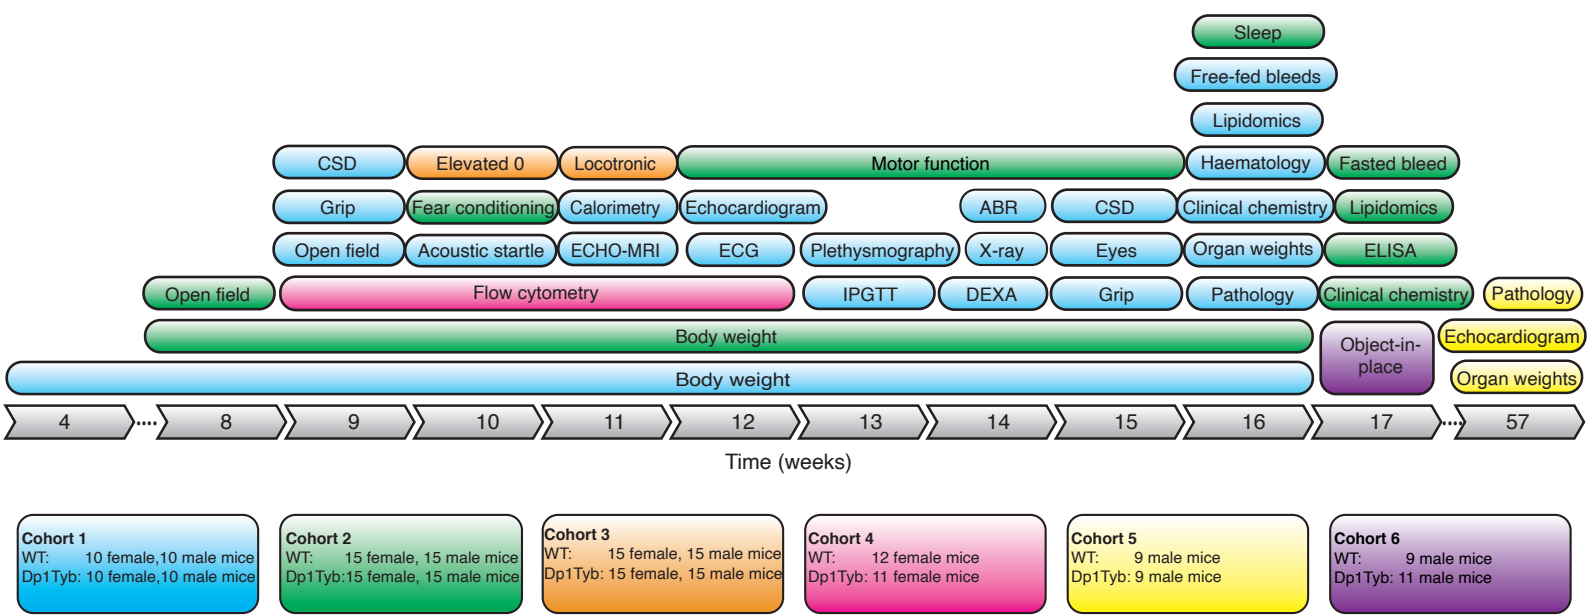 Sleep
Free-fed bleeds
Lipidomics
CSD
Elevated 0
Locotronic
Motor function
Haematology
Fasted bleed
Grip
Fear conditioning
Calorimetry
Echocardiogram
ABR
CSD
Clinical chemistry
Lipidomics
Open field
Acoustic startle
ECHO-MRI
ECG
Plethysmography
X-ray
Eyes
Organ weights
ELISA
Open field
Flow cytometry
IPGTT
DEXA
Grip
Pathology
Clinical chemistry
Pathology
Body weight
Object-in-
place
Echocardiogram
Body weight
Organ weights
4 .... 8 9 10 11 12 13 14 15 16 17 .... 57
Time (weeks)
Cohort 1
WT: 10 female,10 male mice
Dp1Tyb: 10 female,10 male mice
Cohort 2
WT: 15 female, 15 male mice
Dp1Tyb:15 female, 15 male mice
Cohort 3
WT: 15 female, 15 male mice
Dp1Tyb: 15 female, 15 male mice
Cohort 4
WT: 12 female mice
Dp1Tyb: 11 female mice
Cohort 5
WT: 9 male mice
Dp1Tyb: 9 male mice
Cohort 6
WT: 9 male mice
Dp1Tyb: 11 male mice